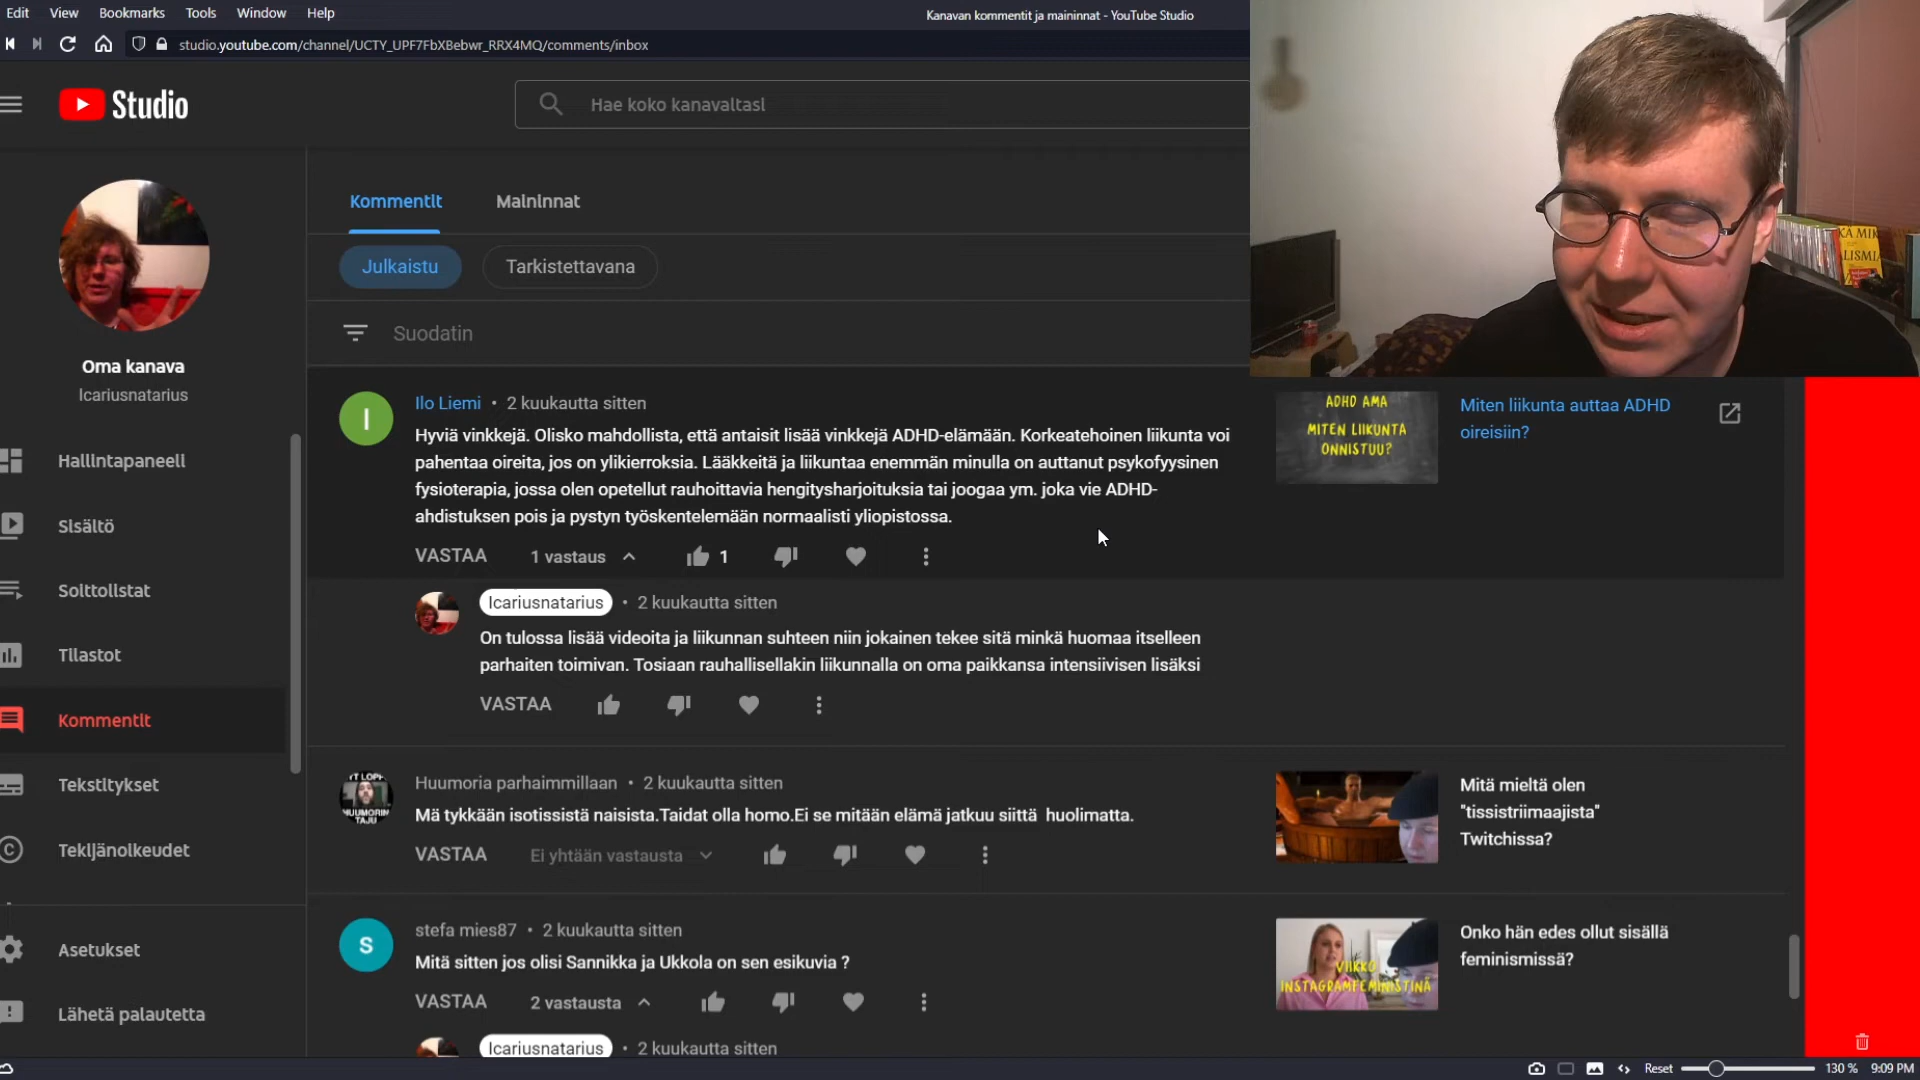 Edit View Bookmarks Tools Window Help
Kanavan kommentit ja maininnat - YouTube Studio
studio.youtube.com/channel/UCTY_UPF7FbXBebwr_RRX4MQ/comments/inbox
Studio
Hae koko kanavaltasi
Oma kanava
Icariusnatarius
Hallintapaneeli
Sisältö
Soittolistat
Tilastot
Kommentit
Tekstitykset
Tekijänoikeudet
Asetukset
Lähetä palautetta
Kommentit Maininnat
Julkaistu Tarkistettavana
Suodatin
I
Ilo Liemi • 2 kuukautta sitten
Hyviä vinkkejä. Olisko mahdollista, että antaisit lisää vinkkejä ADHD-elämään. Korkeatehoinen liikunta voi
pahentaa oireita, jos on ylikierroksia. Lääkkeitä ja liikuntaa enemmän minulla on auttanut psykofyysinen
fysioterapia, jossa olen opetellut rauhoittavia hengitysharjoituksia tai joogaa ym. joka vie ADHD-
ahdistuksen pois ja pystyn työskentelemään normaalisti yliopistossa.
VASTAA 1 vastaus 1
ADHD AMA
MITEN LIIKUNTA
ONNISTUU?
Miten liikunta auttaa ADHD
oireisiin?
Icariusnatarius • 2 kuukautta sitten
On tulossa lisää videoita ja liikunnan suhteen niin jokainen tekee sitä minkä huomaa itselleen
parhaiten toimivan. Tosiaan rauhallisellakin liikunnalla on oma paikkansa intensiivisen lisäksi
VASTAA
HUUMORIN
TAJU
Huumoria parhaimmillaan • 2 kuukautta sitten
Mä tykkään isotissistä naisista.Taidat olla homo.Ei se mitään elämä jatkuu siittä huolimatta.
VASTAA Ei yhtään vastausta
Mitä mieltä olen
"tissistriimaajista"
Twitchissa?
S
stefa mies87 • 2 kuukautta sitten
Mitä sitten jos olisi Sannikka ja Ukkola on sen esikuvia ?
VASTAA 2 vastausta
VIIKKO
INSTAGRAMFEMINISTINÄ
Onko hän edes ollut sisällä
feminismissä?
Icariusnatarius • 2 kuukautta sitten
Reset 130 % 9:09 PM